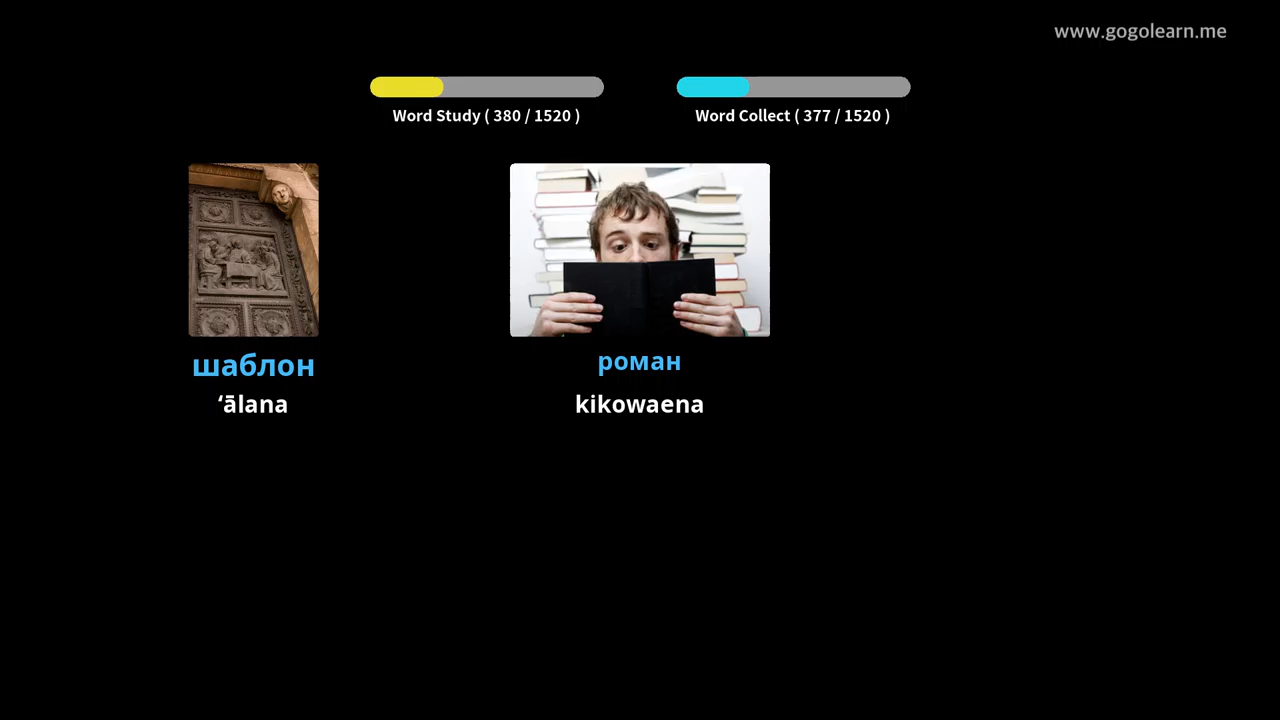 www.gogolearn.me
Word Study ( 380 / 1520 )
Word Collect ( 377 / 1520 )
шаблон
ʻālana
роман
kikowaena